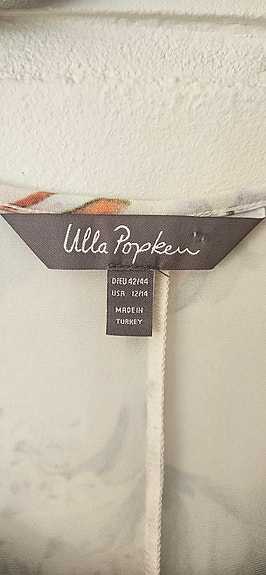 Ulla Popken
D/EU 42/44
USA 12/14
MADE IN
TURKEY